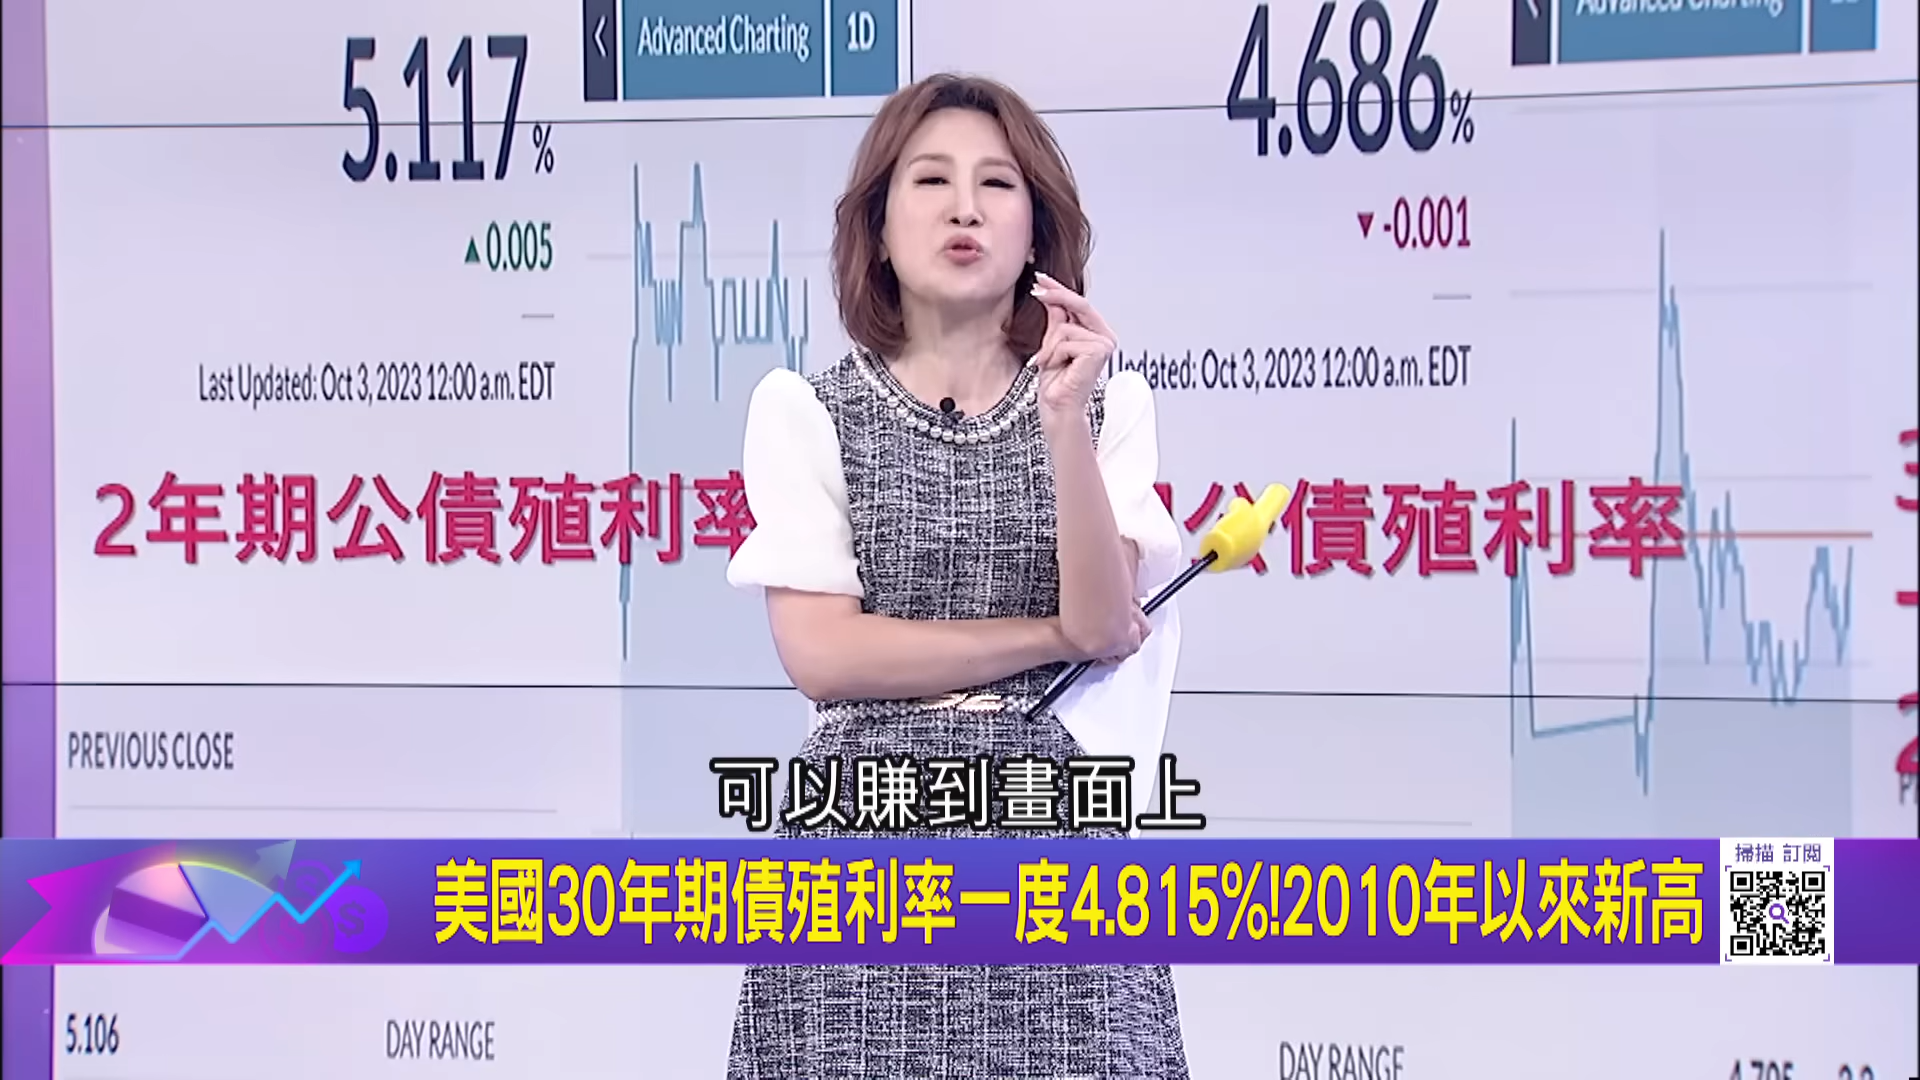 5.117%
Advanced Charting
1D
4.686%
Advanced Charting
▲0.005
▼-0.001
Last Updated: Oct 3, 2023 12:00 a.m. EDT
Updated: Oct 3, 2023 12:00 a.m. EDT
2年期公債殖利率
公債殖利率
PREVIOUS CLOSE
可以賺到畫面上
美國30年期債殖利率一度4.815%!2010年以來新高
掃描 訂閱
5.106
DAY RANGE
DAY RANGE